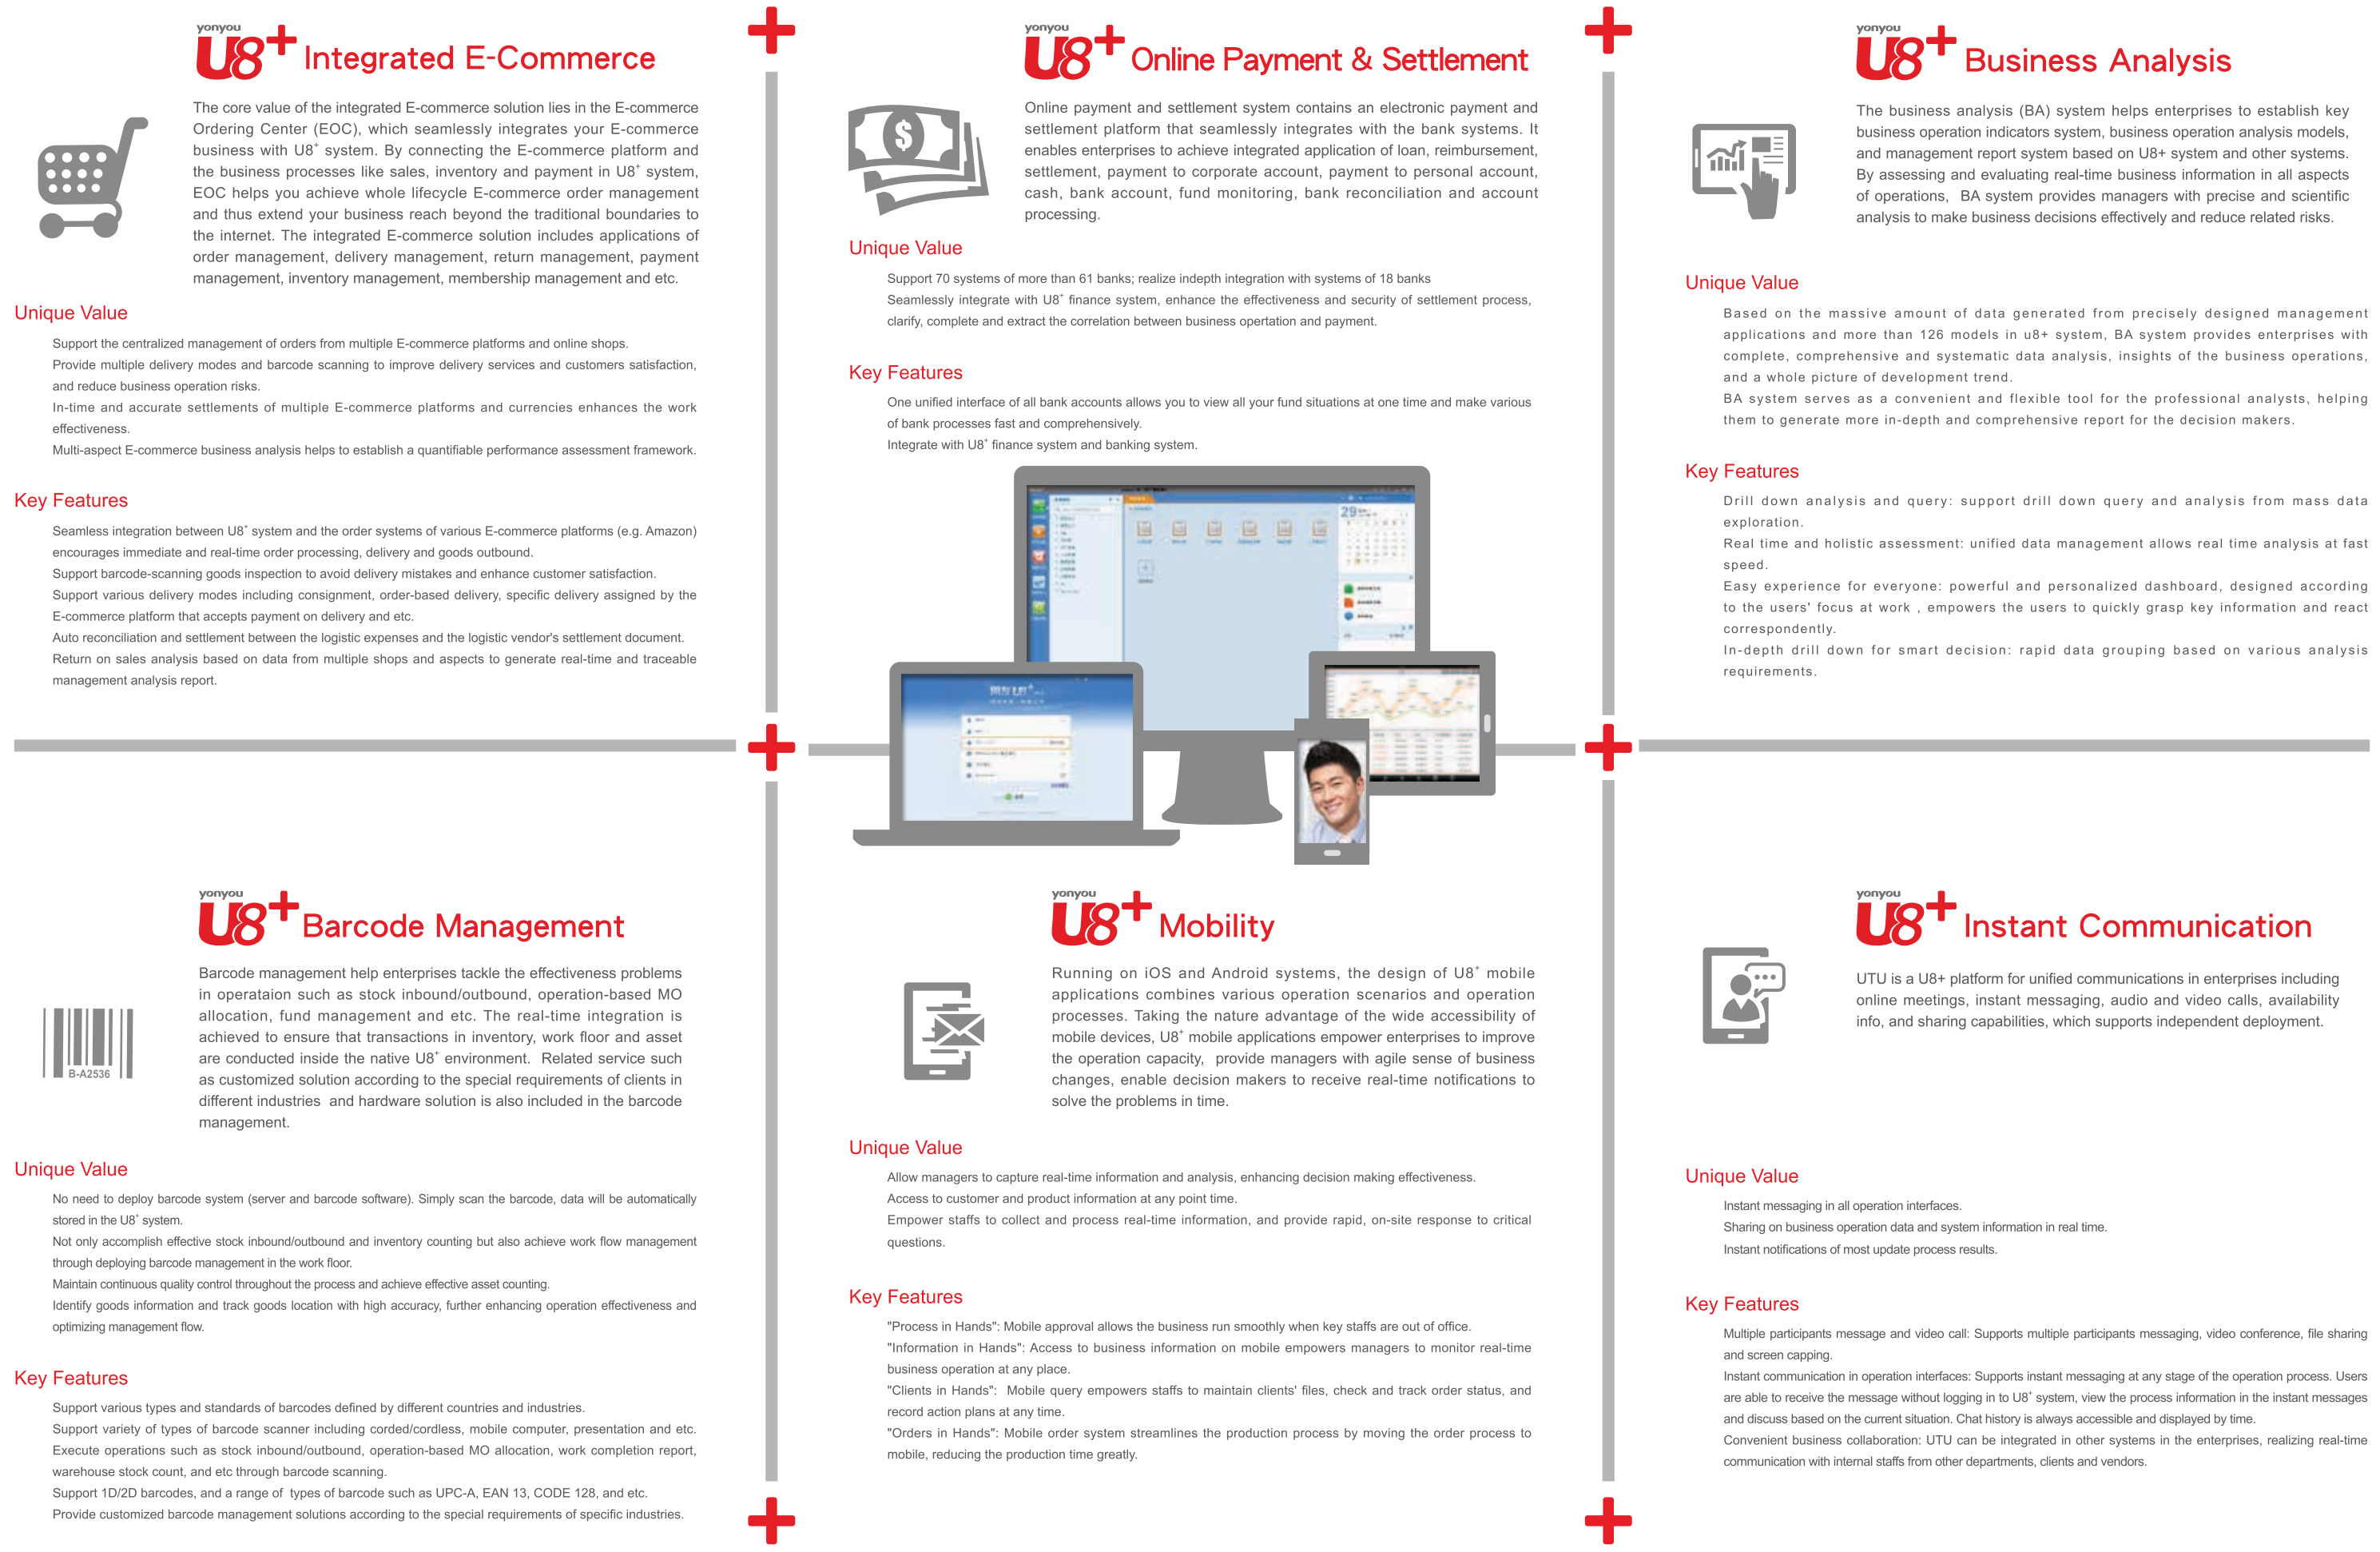 yonyou
U8+ Integrated E-Commerce
The core value of the integrated E-commerce solution lies in the E-commerce
Ordering Center (EOC), which seamlessly integrates your E-commerce
business with U8+ system. By connecting the E-commerce platform and
the business processes like sales, inventory and payment in U8+ system,
EOC helps you achieve whole lifecycle E-commerce order management
and thus extend your business reach beyond the traditional boundaries to
the internet. The integrated E-commerce solution includes applications of
order management, delivery management, return management, payment
management, inventory management, membership management and etc.
Unique Value
Support the centralized management of orders from multiple E-commerce platforms and online shops.
Provide multiple delivery modes and barcode scanning to improve delivery services and customers satisfaction,
and reduce business operation risks.
In-time and accurate settlements of multiple E-commerce platforms and currencies enhances the work
effectiveness.
Multi-aspect E-commerce business analysis helps to establish a quantifiable performance assessment framework.
Key Features
Seamless integration between U8+ system and the order systems of various E-commerce platforms (e.g. Amazon)
encourages immediate and real-time order processing, delivery and goods outbound.
Support barcode-scanning goods inspection to avoid delivery mistakes and enhance customer satisfaction.
Support various delivery modes including consignment, order-based delivery, specific delivery assigned by the
E-commerce platform that accepts payment on delivery and etc.
Auto reconciliation and settlement between the logistic expenses and the logistic vendor's settlement document.
Return on sales analysis based on data from multiple shops and aspects to generate real-time and traceable
management analysis report.
yonyou
U8+ Online Payment & Settlement
Online payment and settlement system contains an electronic payment and
settlement platform that seamlessly integrates with the bank systems. It
enables enterprises to achieve integrated application of loan, reimbursement,
settlement, payment to corporate account, payment to personal account,
cash, bank account, fund monitoring, bank reconciliation and account
processing.
Unique Value
Support 70 systems of more than 61 banks; realize indepth integration with systems of 18 banks
Seamlessly integrate with U8+ finance system, enhance the effectiveness and security of settlement process,
clarify, complete and extract the correlation between business opertation and payment.
Key Features
One unified interface of all bank accounts allows you to view all your fund situations at one time and make various
of bank processes fast and comprehensively.
Integrate with U8+ finance system and banking system.
29
用友 U8+
yonyou
U8+ Business Analysis
The business analysis (BA) system helps enterprises to establish key
business operation indicators system, business operation analysis models,
and management report system based on U8+ system and other systems.
By assessing and evaluating real-time business information in all aspects
of operations, BA system provides managers with precise and scientific
analysis to make business decisions effectively and reduce related risks.
Unique Value
Based on the massive amount of data generated from precisely designed management
applications and more than 126 models in u8+ system, BA system provides enterprises with
complete, comprehensive and systematic data analysis, insights of the business operations,
and a whole picture of development trend.
BA system serves as a convenient and flexible tool for the professional analysts, helping
them to generate more in-depth and comprehensive report for the decision makers.
Key Features
Drill down analysis and query: support drill down query and analysis from mass data
exploration.
Real time and holistic assessment: unified data management allows real time analysis at fast
speed.
Easy experience for everyone: powerful and personalized dashboard, designed according
to the users' focus at work , empowers the users to quickly grasp key information and react
correspondently.
In-depth drill down for smart decision: rapid data grouping based on various analysis
requirements.
yonyou
U8+ Barcode Management
B-A2536
Barcode management help enterprises tackle the effectiveness problems
in operataion such as stock inbound/outbound, operation-based MO
allocation, fund management and etc. The real-time integration is
achieved to ensure that transactions in inventory, work floor and asset
are conducted inside the native U8+ environment. Related service such
as customized solution according to the special requirements of clients in
different industries and hardware solution is also included in the barcode
management.
Unique Value
No need to deploy barcode system (server and barcode software). Simply scan the barcode, data will be automatically
stored in the U8+ system.
Not only accomplish effective stock inbound/outbound and inventory counting but also achieve work flow management
through deploying barcode management in the work floor.
Maintain continuous quality control throughout the process and achieve effective asset counting.
Identify goods information and track goods location with high accuracy, further enhancing operation effectiveness and
optimizing management flow.
Key Features
Support various types and standards of barcodes defined by different countries and industries.
Support variety of types of barcode scanner including corded/cordless, mobile computer, presentation and etc.
Execute operations such as stock inbound/outbound, operation-based MO allocation, work completion report,
warehouse stock count, and etc through barcode scanning.
Support 1D/2D barcodes, and a range of types of barcode such as UPC-A, EAN 13, CODE 128, and etc.
Provide customized barcode management solutions according to the special requirements of specific industries.
yonyou
U8+ Mobility
Running on iOS and Android systems, the design of U8+ mobile
applications combines various operation scenarios and operation
processes. Taking the nature advantage of the wide accessibility of
mobile devices, U8+ mobile applications empower enterprises to improve
the operation capacity, provide managers with agile sense of business
changes, enable decision makers to receive real-time notifications to
solve the problems in time.
Unique Value
Allow managers to capture real-time information and analysis, enhancing decision making effectiveness.
Access to customer and product information at any point time.
Empower staffs to collect and process real-time information, and provide rapid, on-site response to critical
questions.
Key Features
"Process in Hands": Mobile approval allows the business run smoothly when key staffs are out of office.
"Information in Hands": Access to business information on mobile empowers managers to monitor real-time
business operation at any place.
"Clients in Hands": Mobile query empowers staffs to maintain clients' files, check and track order status, and
record action plans at any time.
"Orders in Hands": Mobile order system streamlines the production process by moving the order process to
mobile, reducing the production time greatly.
yonyou
U8+ Instant Communication
UTU is a U8+ platform for unified communications in enterprises including
online meetings, instant messaging, audio and video calls, availability
info, and sharing capabilities, which supports independent deployment.
Unique Value
Instant messaging in all operation interfaces.
Sharing on business operation data and system information in real time.
Instant notifications of most update process results.
Key Features
Multiple participants message and video call: Supports multiple participants messaging, video conference, file sharing
and screen capping.
Instant communication in operation interfaces: Supports instant messaging at any stage of the operation process. Users
are able to receive the message without logging in to U8+ system, view the process information in the instant messages
and discuss based on the current situation. Chat history is always accessible and displayed by time.
Convenient business collaboration: UTU can be integrated in other systems in the enterprises, realizing real-time
communication with internal staffs from other departments, clients and vendors.